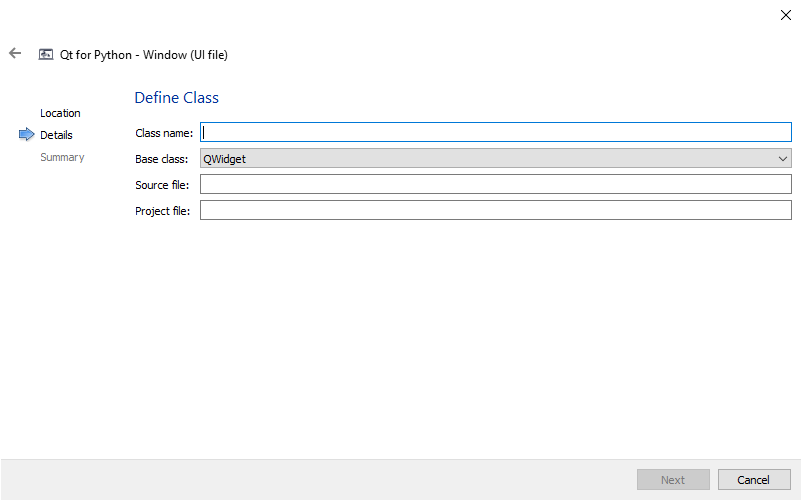 Qt for Python - Window (UI file)
Define Class
Location
Details
Summary
Class name:
Base class: QWidget
Source file:
Project file:
Next Cancel